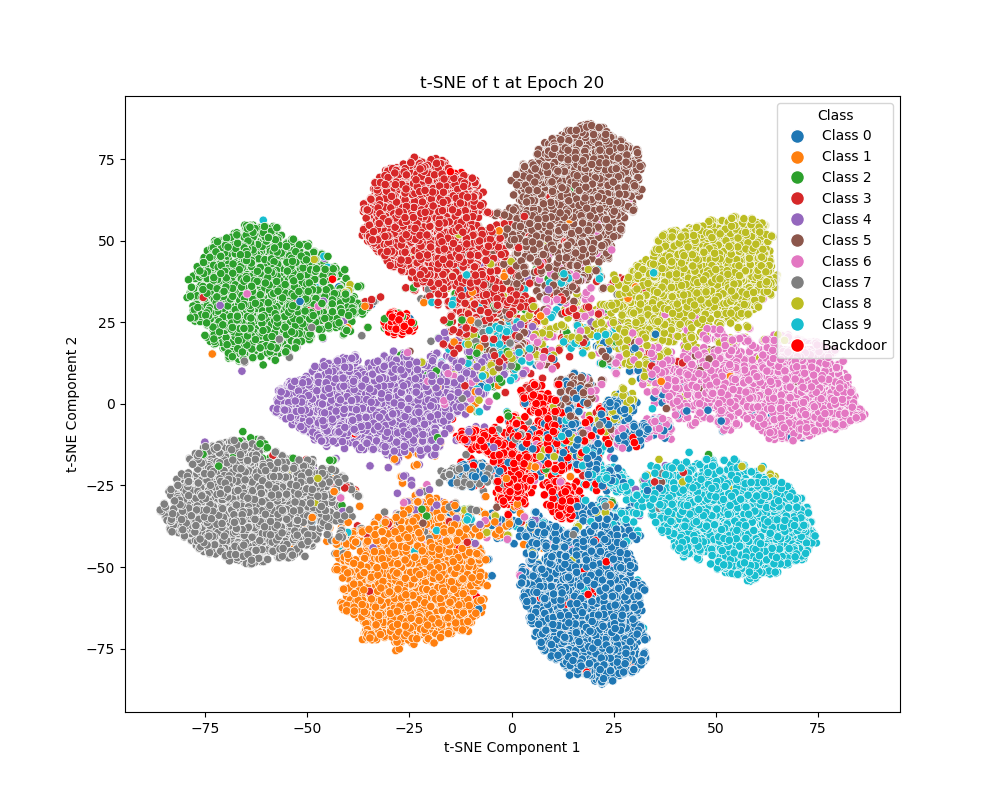 t-SNE of t at Epoch 20
Class
Class 0
Class 1
Class 2
Class 3
Class 4
Class 5
Class 6
Class 7
Class 8
Class 9
Backdoor
t-SNE Component 2
75
50
25
0
−25
−50
−75
−75
−50
−25
0
25
50
75
t-SNE Component 1